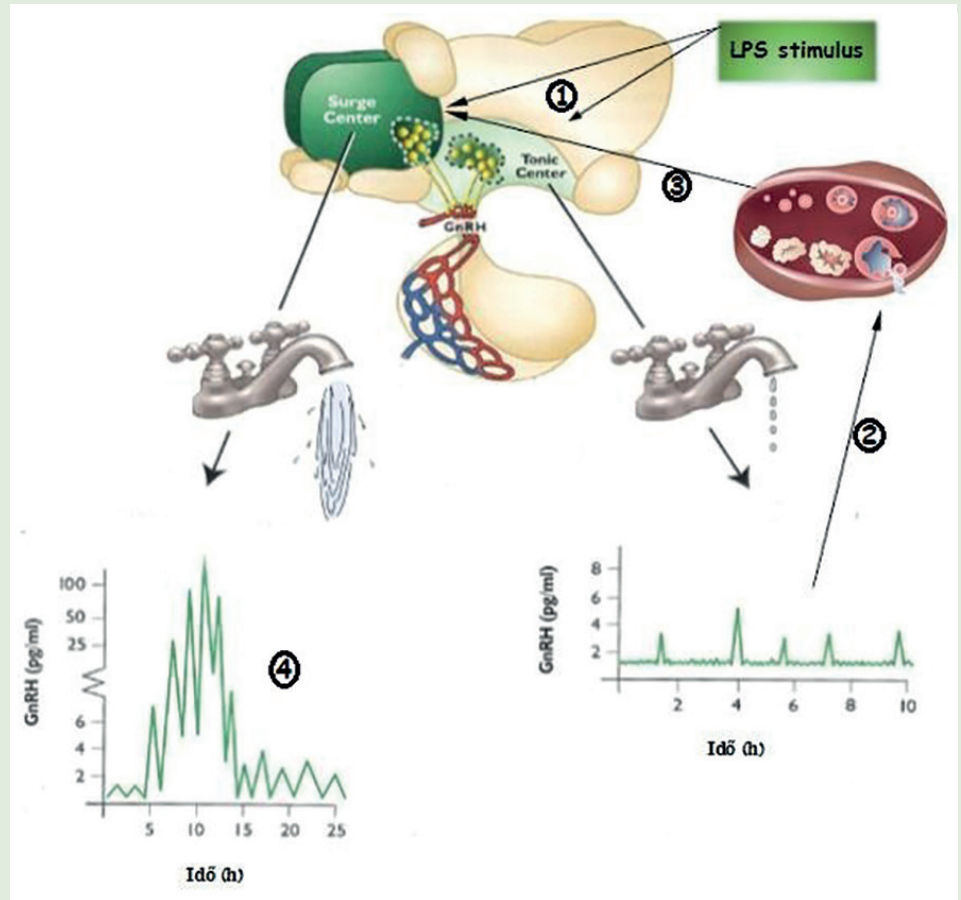 LPS stimulus
①
Surge
Center
Tonic
Center
③
GnRH
②
GnRH (pg/ml)
100
50
25
6
4
2
④
5 10 15 20 25
Idő (h)
GnRH (pg/ml)
8
6
4
2
2 4 6 8 10
Idő (h)